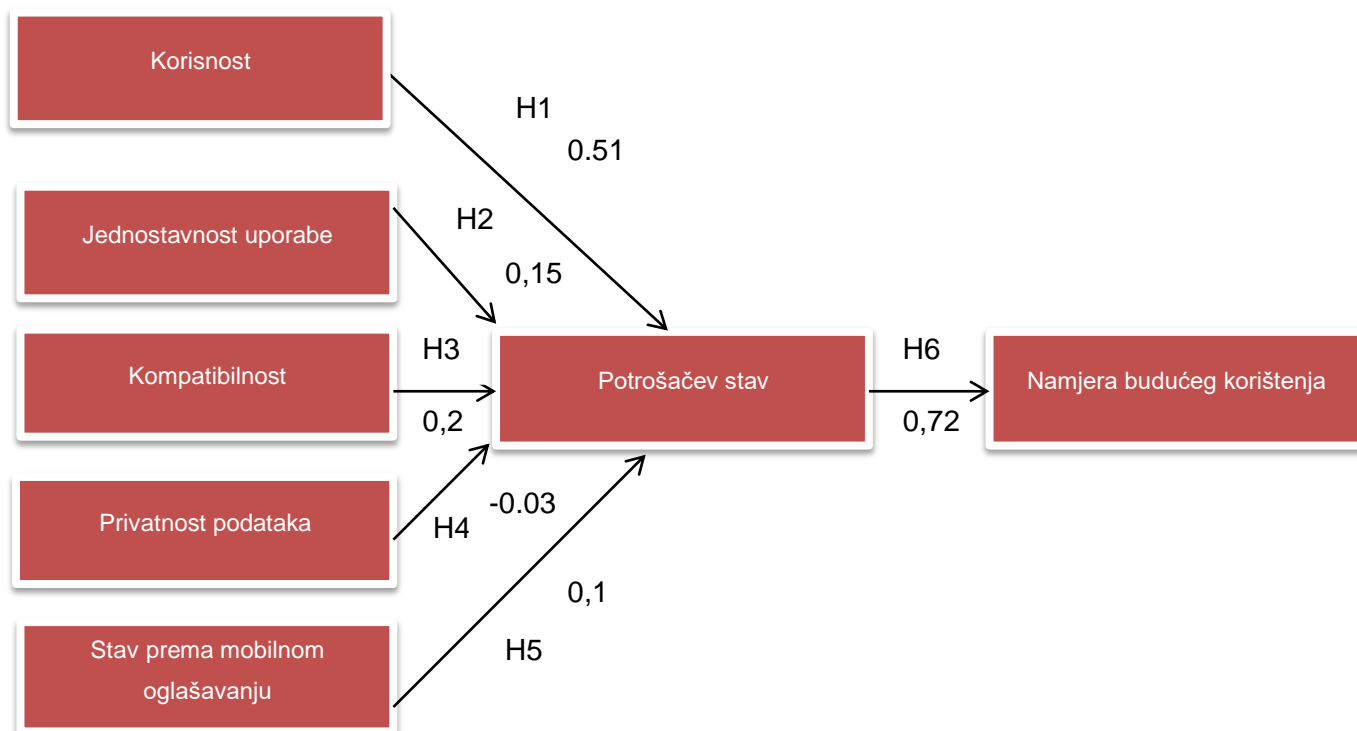 Korisnost
H1
0.51
Jednostavnost uporabe
H2
0,15
Kompatibilnost
H3
0,2
Potrošačev stav
H6
0,72
Namjera budućeg korištenja
Privatnost podataka
H4
-0.03
Stav prema mobilnom
oglašavanju
H5
0,1